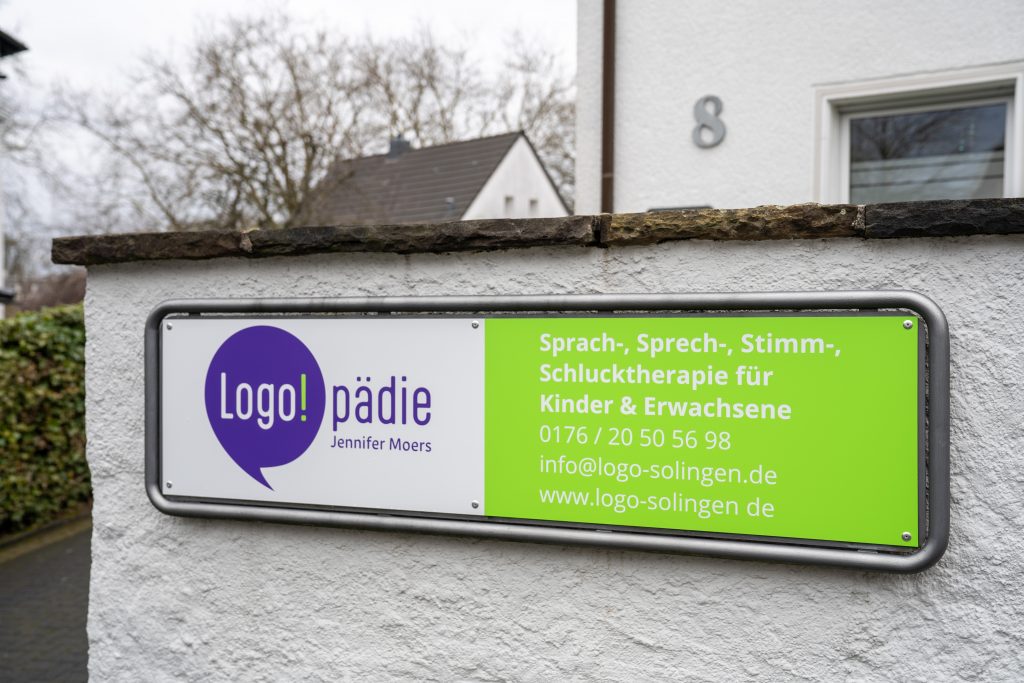 8
Logo! pädie
Jennifer Moers
Sprach-, Sprech-, Stimm-,
Schlucktherapie für
Kinder & Erwachsene
0176 / 20 50 56 98
info@logo-solingen.de
www.logo-solingen de